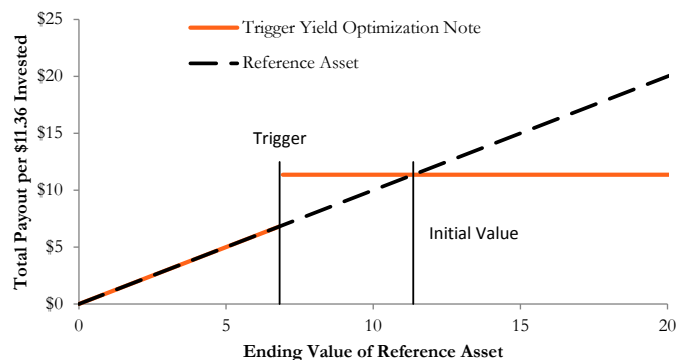 Total Payout per $11.36 Invested
$25
$20
$15
$10
$5
$0
Trigger Yield Optimization Note
Reference Asset
Trigger
Initial Value
0
5
10
15
20
Ending Value of Reference Asset